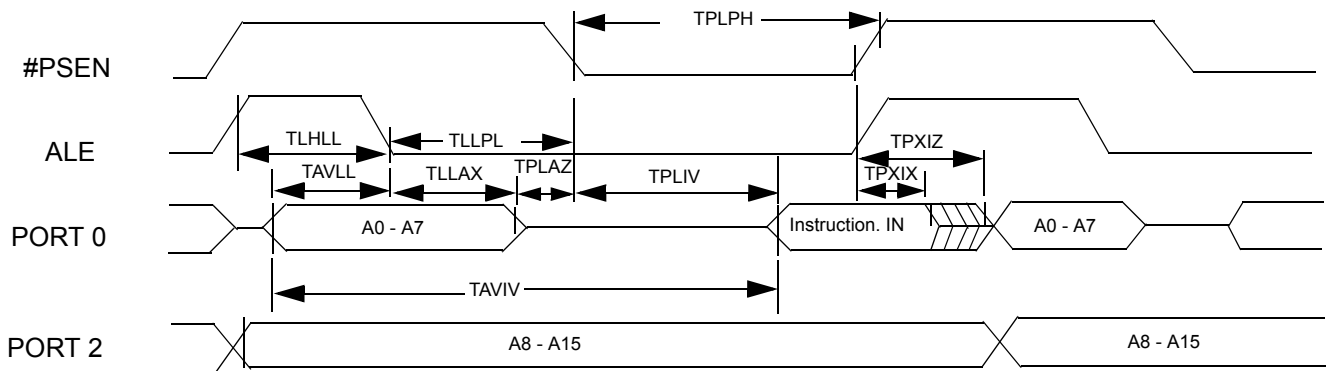 TPLPH
#PSEN
ALE
TLHLL
TLLPL
TPXIZ
TAVLL
TLLAX
TPLAZ
TPLIV
TPXIX
PORT 0
A0 - A7
Instruction. IN
A0 - A7
TAVIV
PORT 2
A8 - A15
A8 - A15